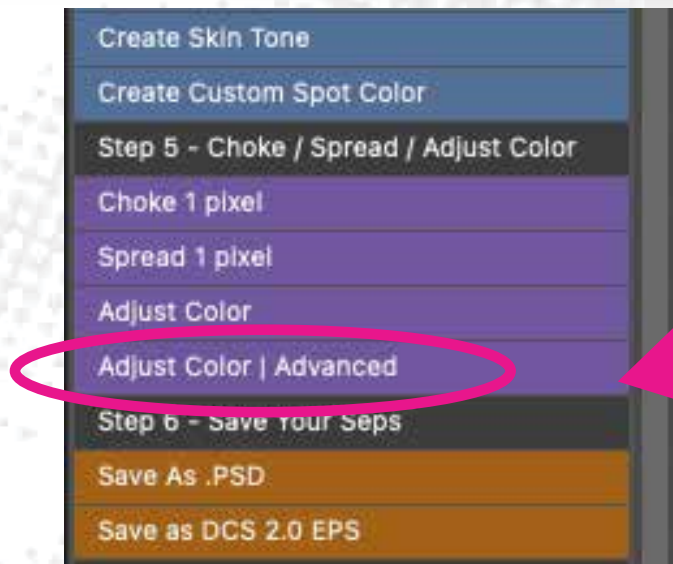 Create Skin Tone
Create Custom Spot Color
Step 5 - Choke / Spread / Adjust Color
Choke 1 pixel
Spread 1 pixel
Adjust Color
Adjust Color | Advanced
Step 6 - Save Your Seps
Save As .PSD
Save as DCS 2.0 EPS